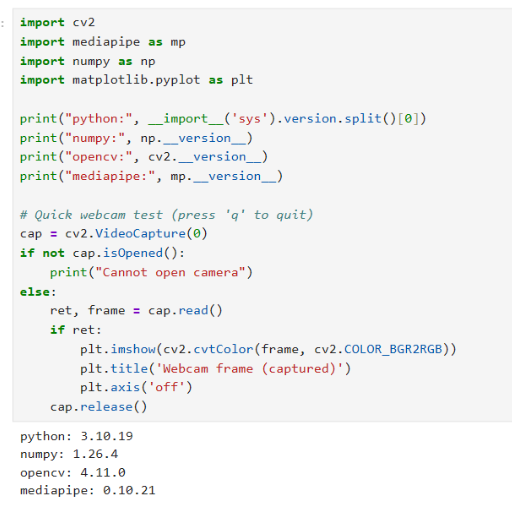 :
import cv2
import mediapipe as mp
import numpy as np
import matplotlib.pyplot as plt

print("python:", __import__('sys').version.split()[0])
print("numpy:", np.__version__)
print("opencv:", cv2.__version__)
print("mediapipe:", mp.__version__)

# Quick webcam test (press 'q' to quit)
cap = cv2.VideoCapture(0)
if not cap.isOpened():
    print("Cannot open camera")
else:
    ret, frame = cap.read()
    if ret:
        plt.imshow(cv2.cvtColor(frame, cv2.COLOR_BGR2RGB))
        plt.title('Webcam frame (captured)')
        plt.axis('off')
    cap.release()
python: 3.10.19
numpy: 1.26.4
opencv: 4.11.0
mediapipe: 0.10.21